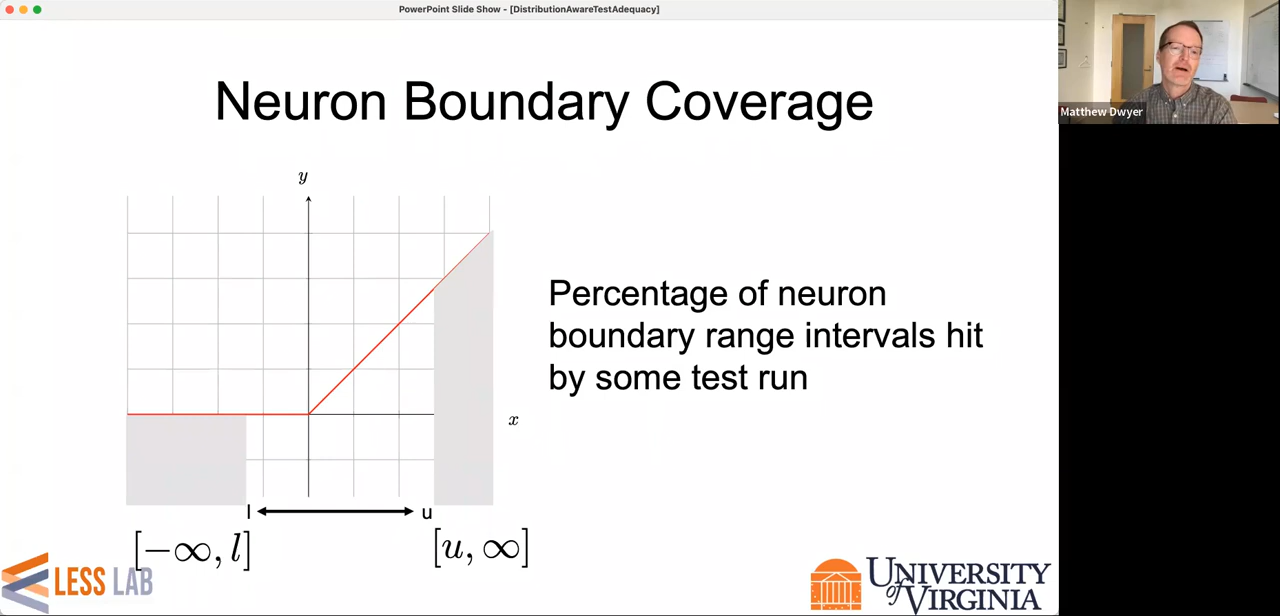 PowerPoint Slide Show - [DistributionAwareTestAdequacy]
Matthew Dwyer
Neuron Boundary Coverage
y
Percentage of neuron
boundary range intervals hit
by some test run
x
l
u
[−∞, l]
[u, ∞]
LESS LAB
UNIVERSITY
of VIRGINIA